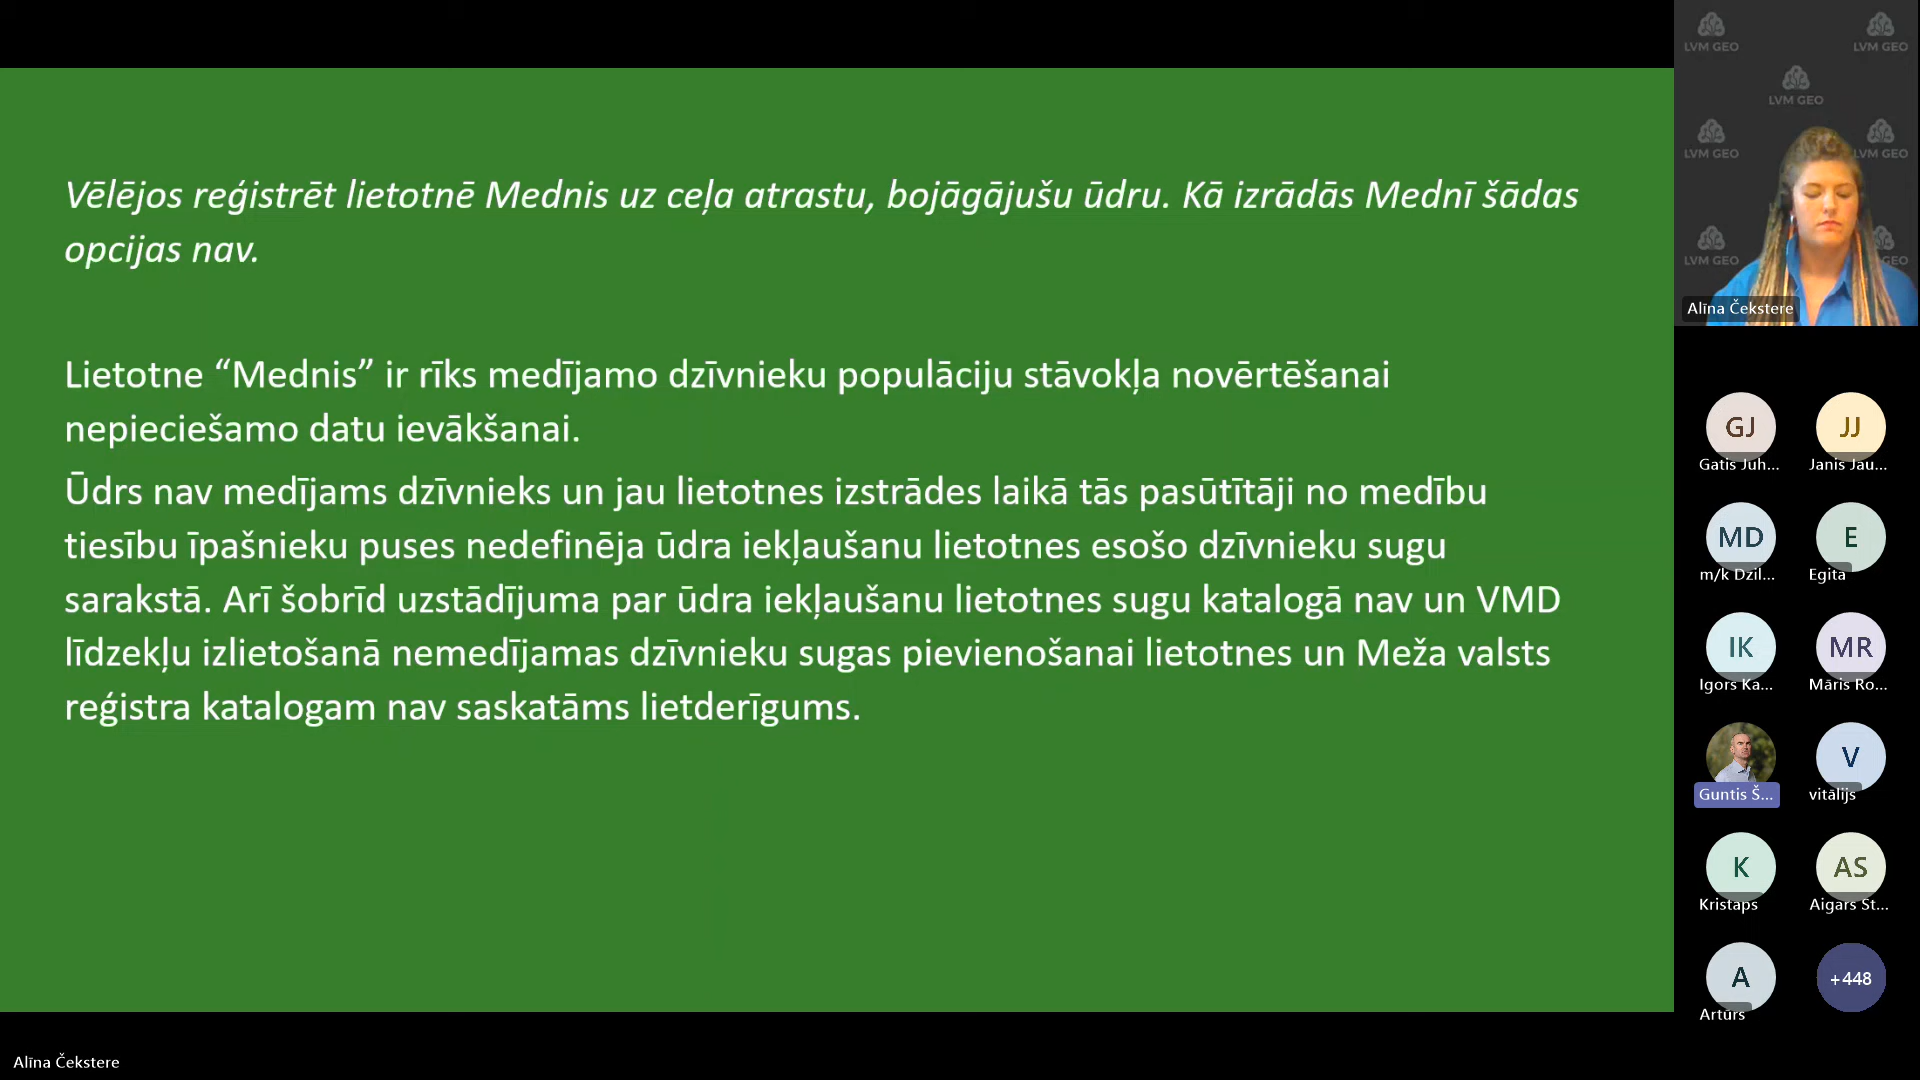 Vēlējos reģistrēt lietotnē Mednis uz ceļa atrastu, bojāgājušu ūdru. Kā izrādās Mednī šādas
opcijas nav.
Lietotne “Mednis” ir rīks medījamo dzīvnieku populāciju stāvokļa novērtēšanai
nepieciešamo datu ievākšanai.
Ūdrs nav medījams dzīvnieks un jau lietotnes izstrādes laikā tās pasūtītāji no medību
tiesību īpašnieku puses nedefinēja ūdra iekļaušanu lietotnes esošo dzīvnieku sugu
sarakstā. Arī šobrīd uzstādījuma par ūdra iekļaušanu lietotnes sugu katalogā nav un VMD
līdzekļu izlietošanā nemedījamas dzīvnieku sugas pievienošanai lietotnes un Meža valsts
reģistra katalogam nav saskatāms lietderīgums.
LVM GEO
LVM GEO
LVM GEO
LVM GEO
LVM GEO
LVM GEO
LVM GEO
Alīna Čekstere
GJ
Gatis Juh...
JJ
Janis Jau...
MD
m/k Dzil...
E
Egita
IK
Igors Ka...
MR
Māris Ro...
Guntis Š...
V
vitālijs
K
Kristaps
AS
Aigars St...
A
Artūrs
+448
Alīna Čekstere